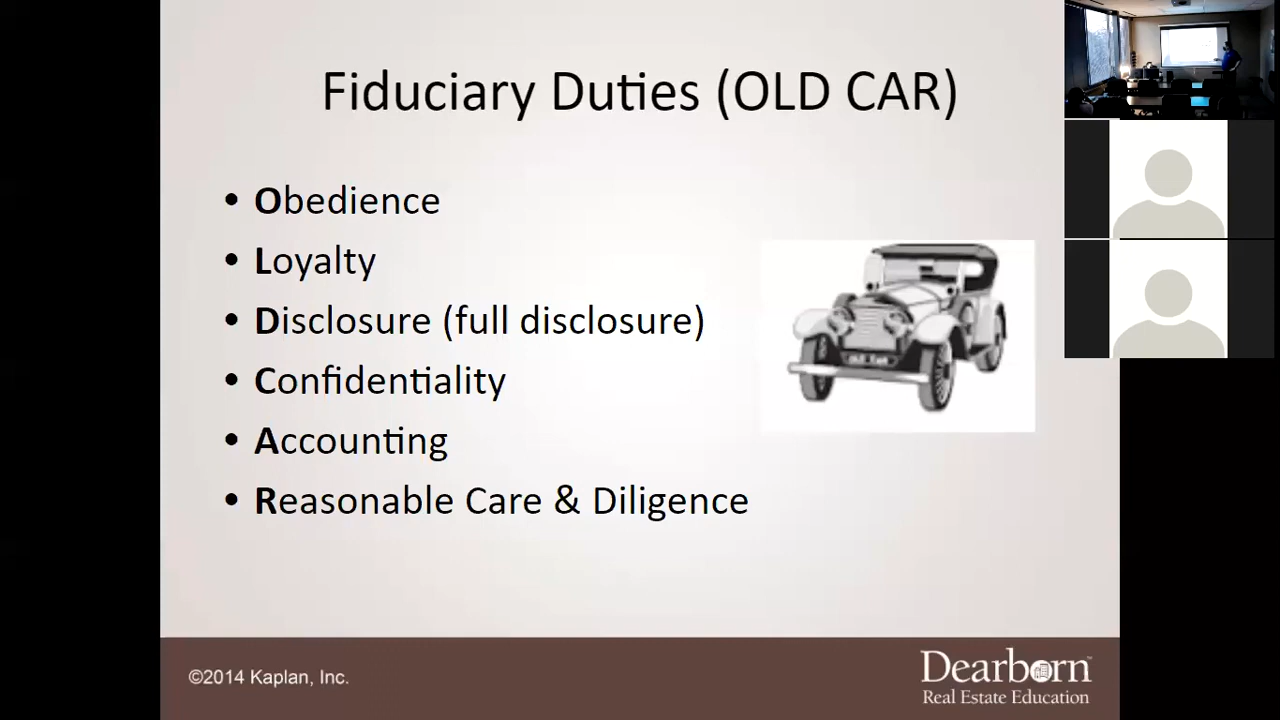 Fiduciary Duties (OLD CAR)
• Obedience
• Loyalty
• Disclosure (full disclosure)
• Confidentiality
• Accounting
• Reasonable Care & Diligence
©2014 Kaplan, Inc.
Dearborn™
Real Estate Education